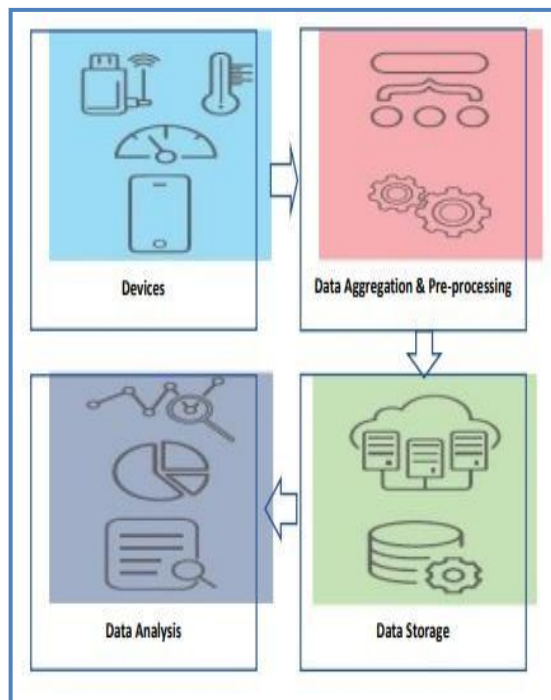 Devices
Data Aggregation & Pre-processing
Data Analysis
Data Storage